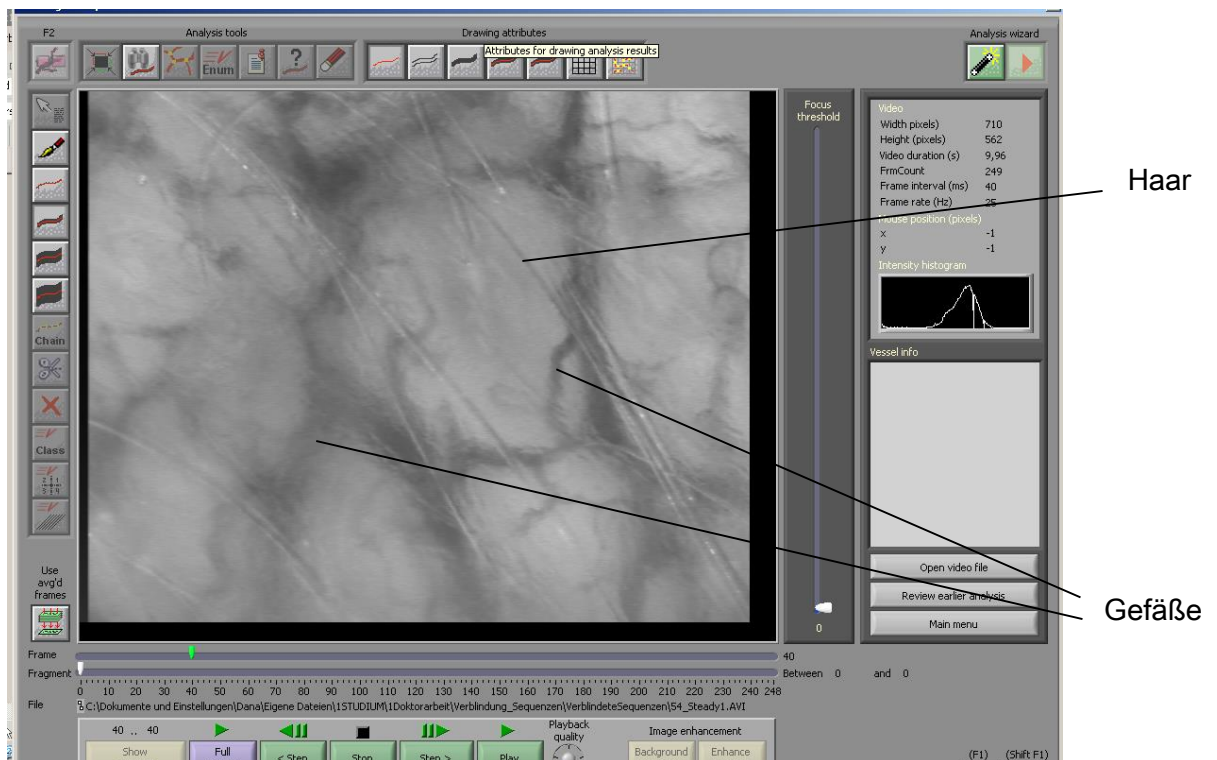 F2
Analysis tools
Drawing attributes
Analysis wizard
Attributes for drawing analysis results
Enum
Focus
threshold
Video
Width pixels) 710
Height (pixels) 562
Video duration (s) 9,96
FrmCount 249
Frame interval (ms) 40
Frame rate (Hz) 25
Mouse position (pixels)
x -1
y -1
Intensity histogram
Haar
Chain
Vessel info
Class
Use
avg'd
frames
Open video file
Review earlier analysis
Main menu
Gefäße
0
Frame 40
Fragment Between 0 and 0
0 10 20 30 40 50 60 70 80 90 100 110 120 130 140 150 160 170 180 190 200 210 220 230 240 248
File C:\Dokumente und Einstellungen\Dana\Eigene Dateien\1STUDIUM\1Doktorarbeit\Verblindung_Sequenzen\VerblindeteSequenzen\54_Steady1.AVI
40 .. 40
Playback
quality
Image enhancement
Show Full < Step Stop Step > Play Background Enhance
(F1) (Shift F1)